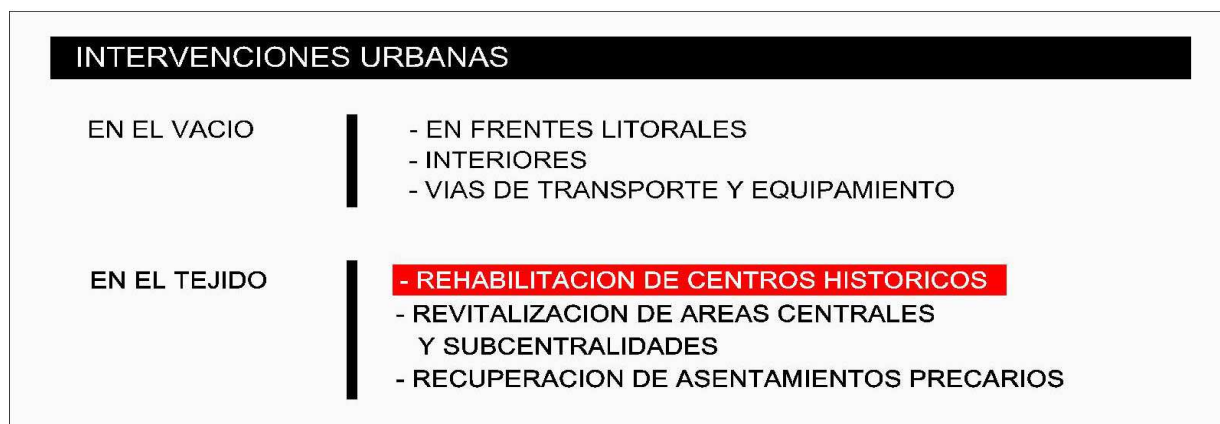 INTERVENCIONES URBANAS
EN EL VACIO
- EN FRENTES LITORALES
- INTERIORES
- VIAS DE TRANSPORTE Y EQUIPAMIENTO
EN EL TEJIDO
- REHABILITACION DE CENTROS HISTORICOS
- REVITALIZACION DE AREAS CENTRALES
Y SUBCENTRALIDADES
- RECUPERACION DE ASENTAMIENTOS PRECARIOS